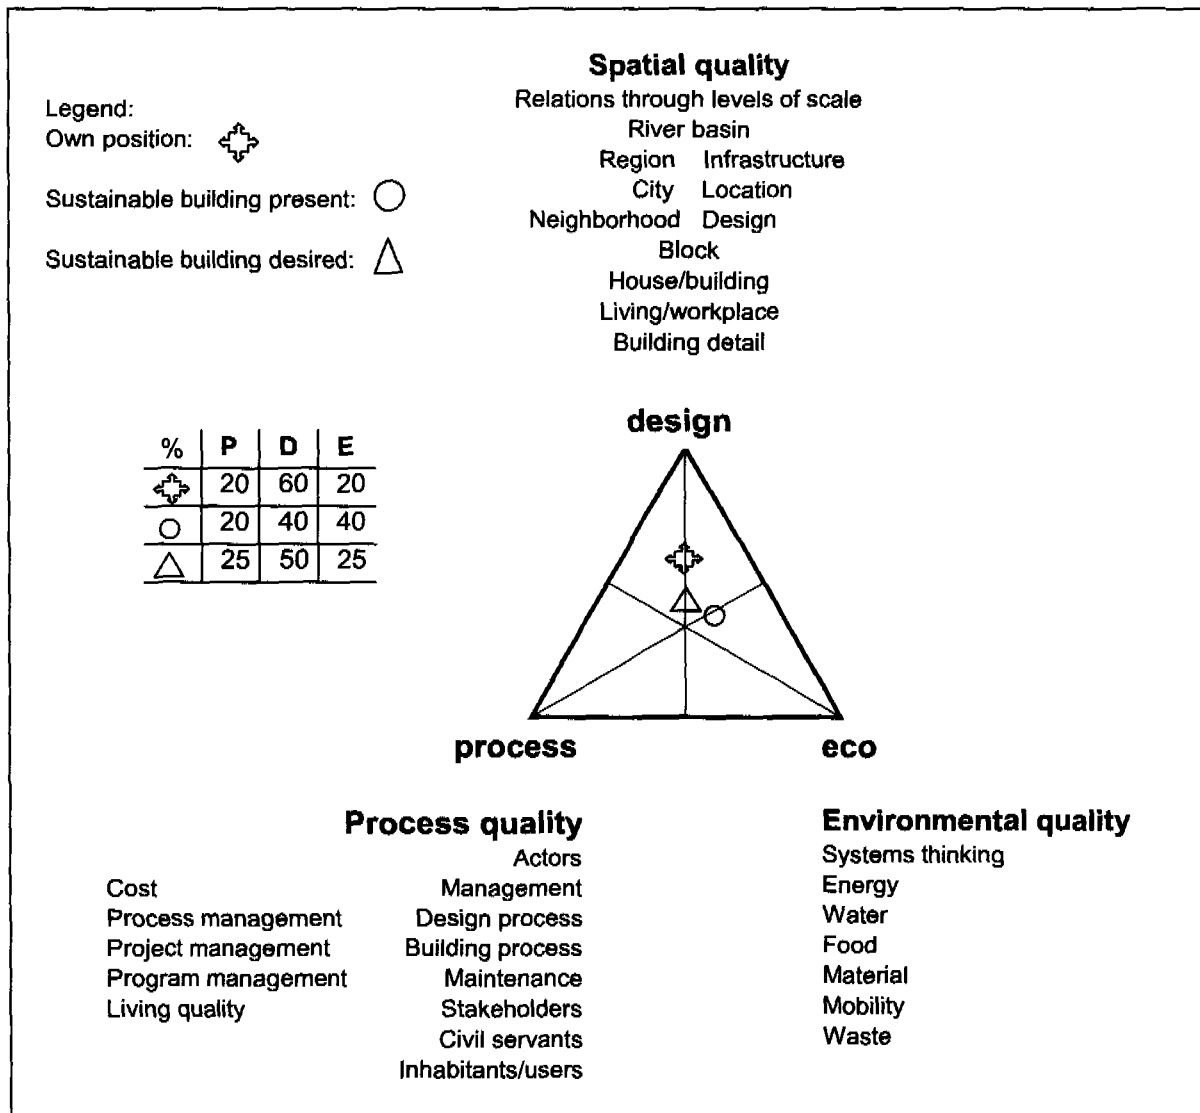 Spatial quality
Relations through levels of scale
River basin
Region Infrastructure
City Location
Neighborhood Design
Block
House/building
Living/workplace
Building detail
Legend:
Own position:
Sustainable building present:
Sustainable building desired:
% P D E
20 60 20
20 40 40
25 50 25
design
process eco
Process quality
Actors
Cost Management
Process management Design process
Project management Building process
Program management Maintenance
Living quality Stakeholders
Civil servants
Inhabitants/users
Environmental quality
Systems thinking
Energy
Water
Food
Material
Mobility
Waste